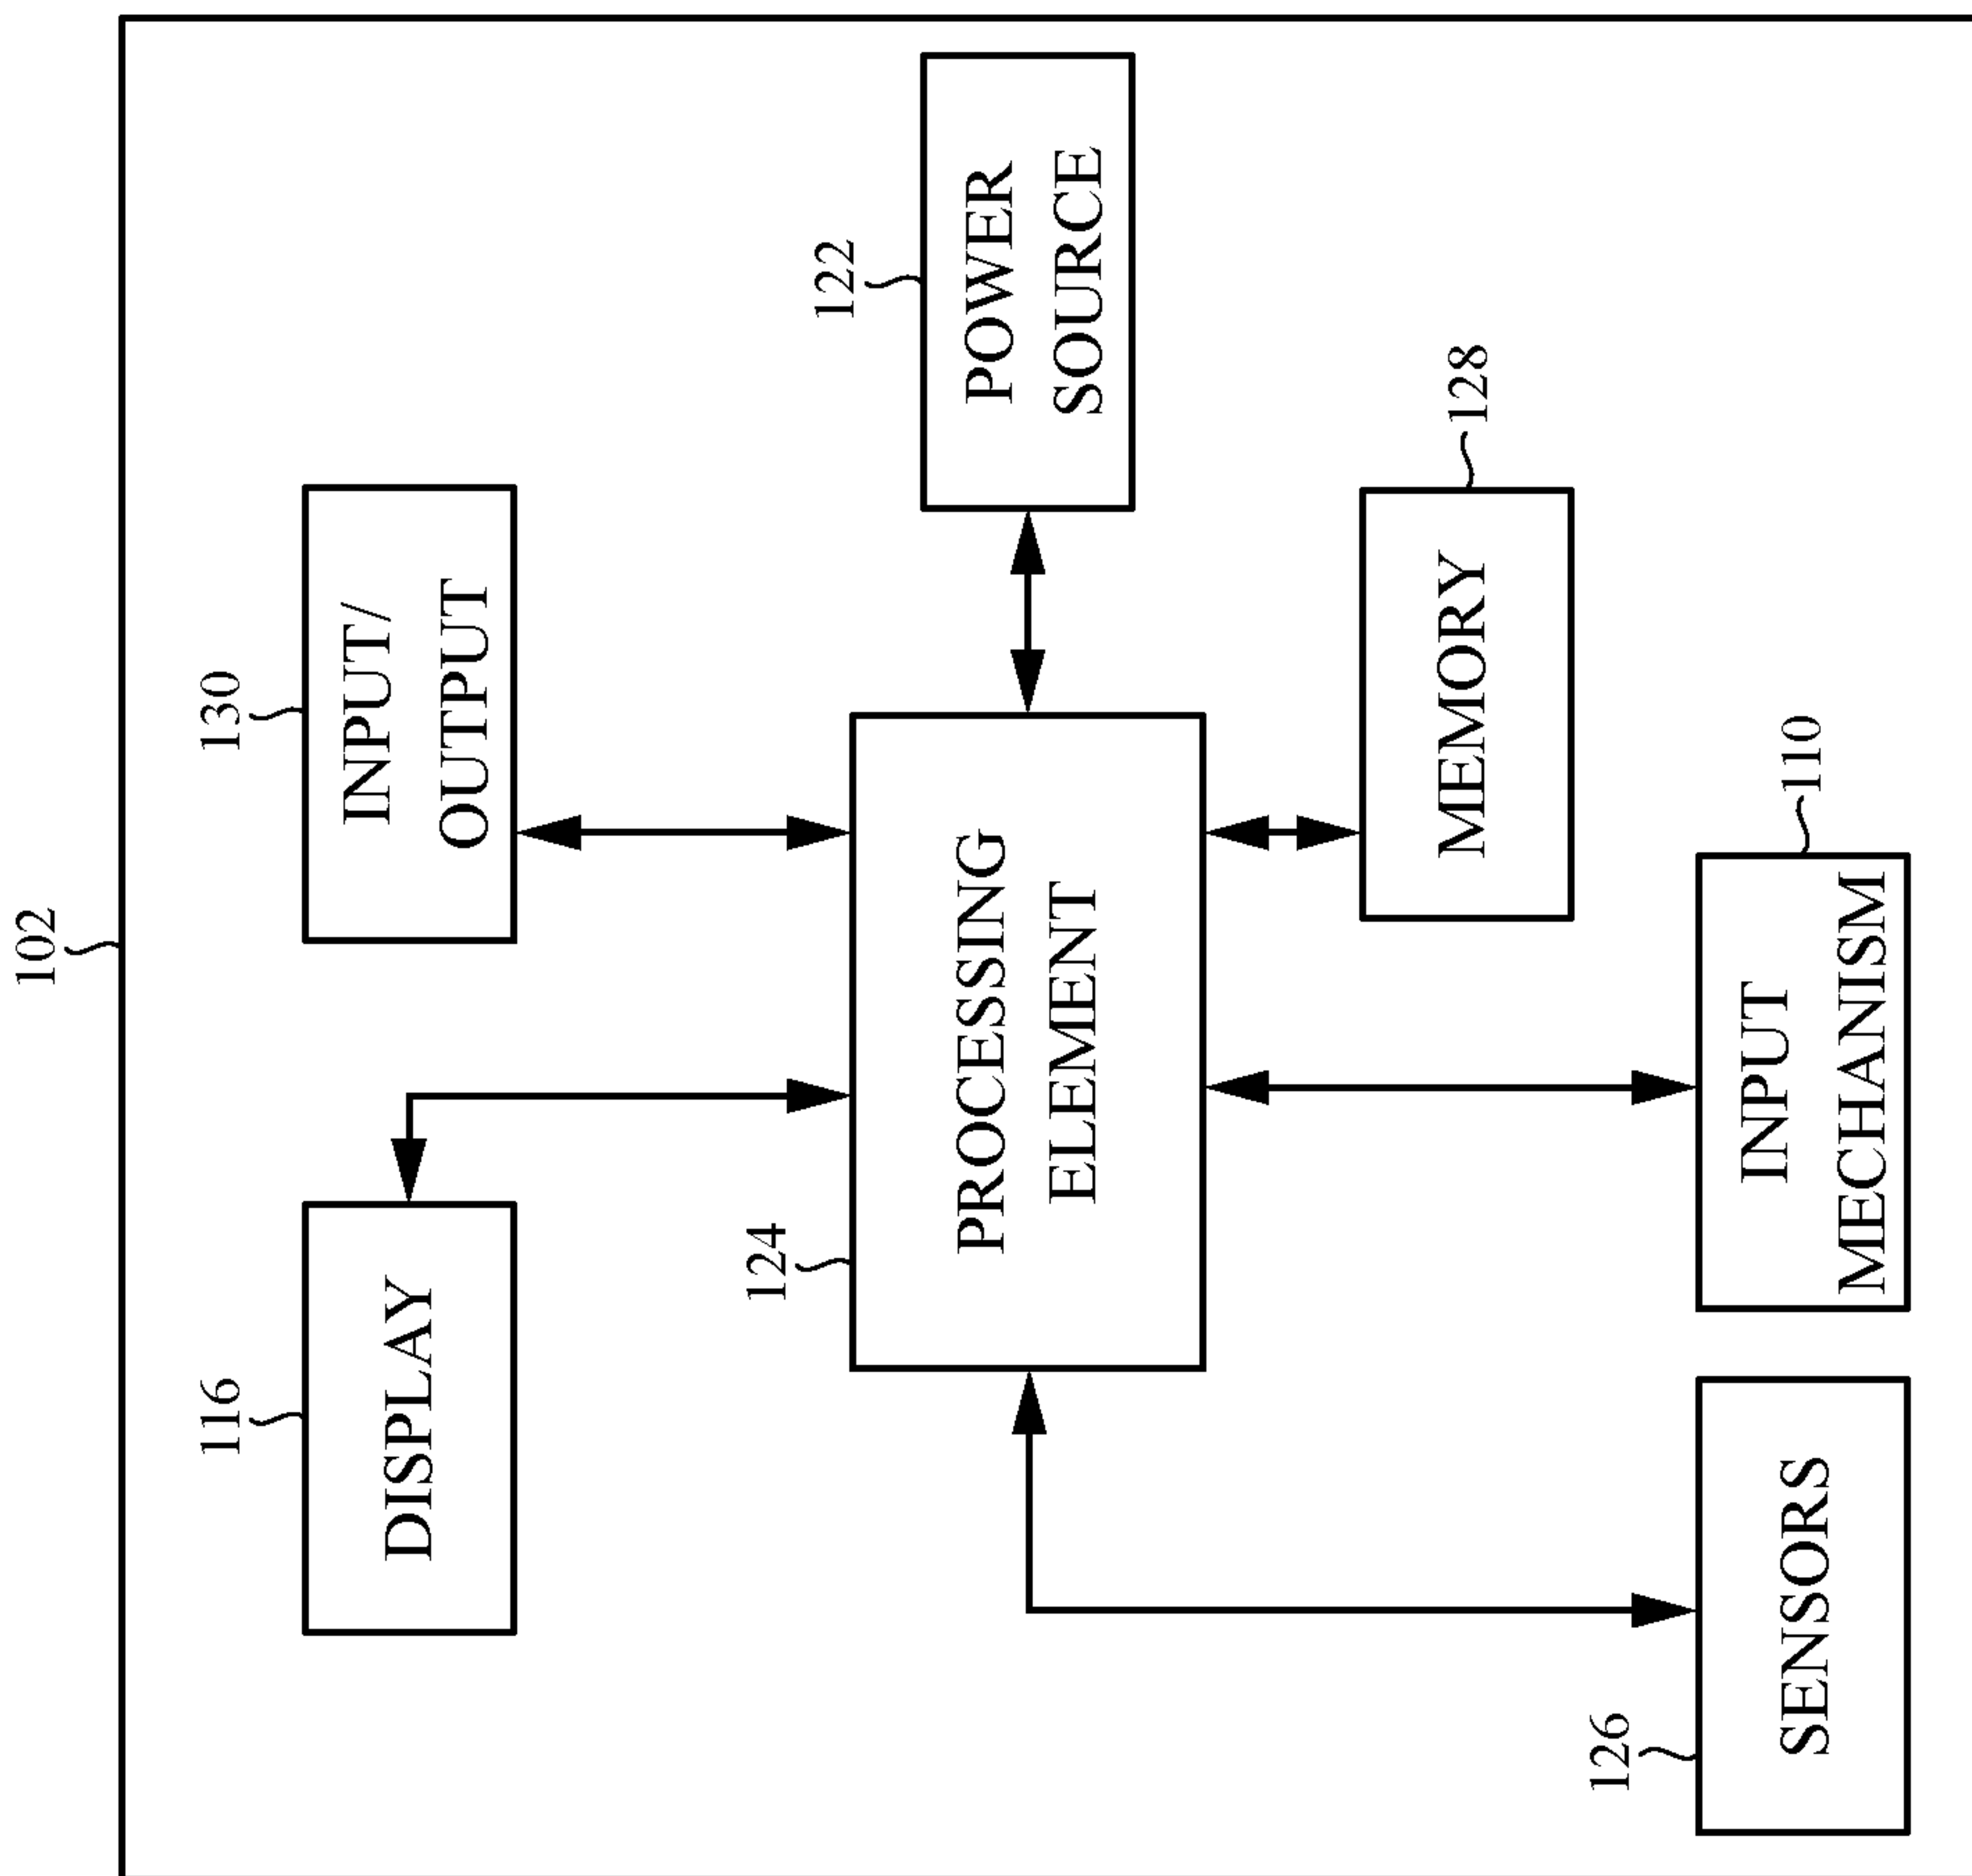 102
116
DISPLAY
130
INPUT/
OUTPUT
124
PROCESSING
ELEMENT
122
POWER
SOURCE
128
MEMORY
126
SENSORS
110
INPUT
MECHANISM